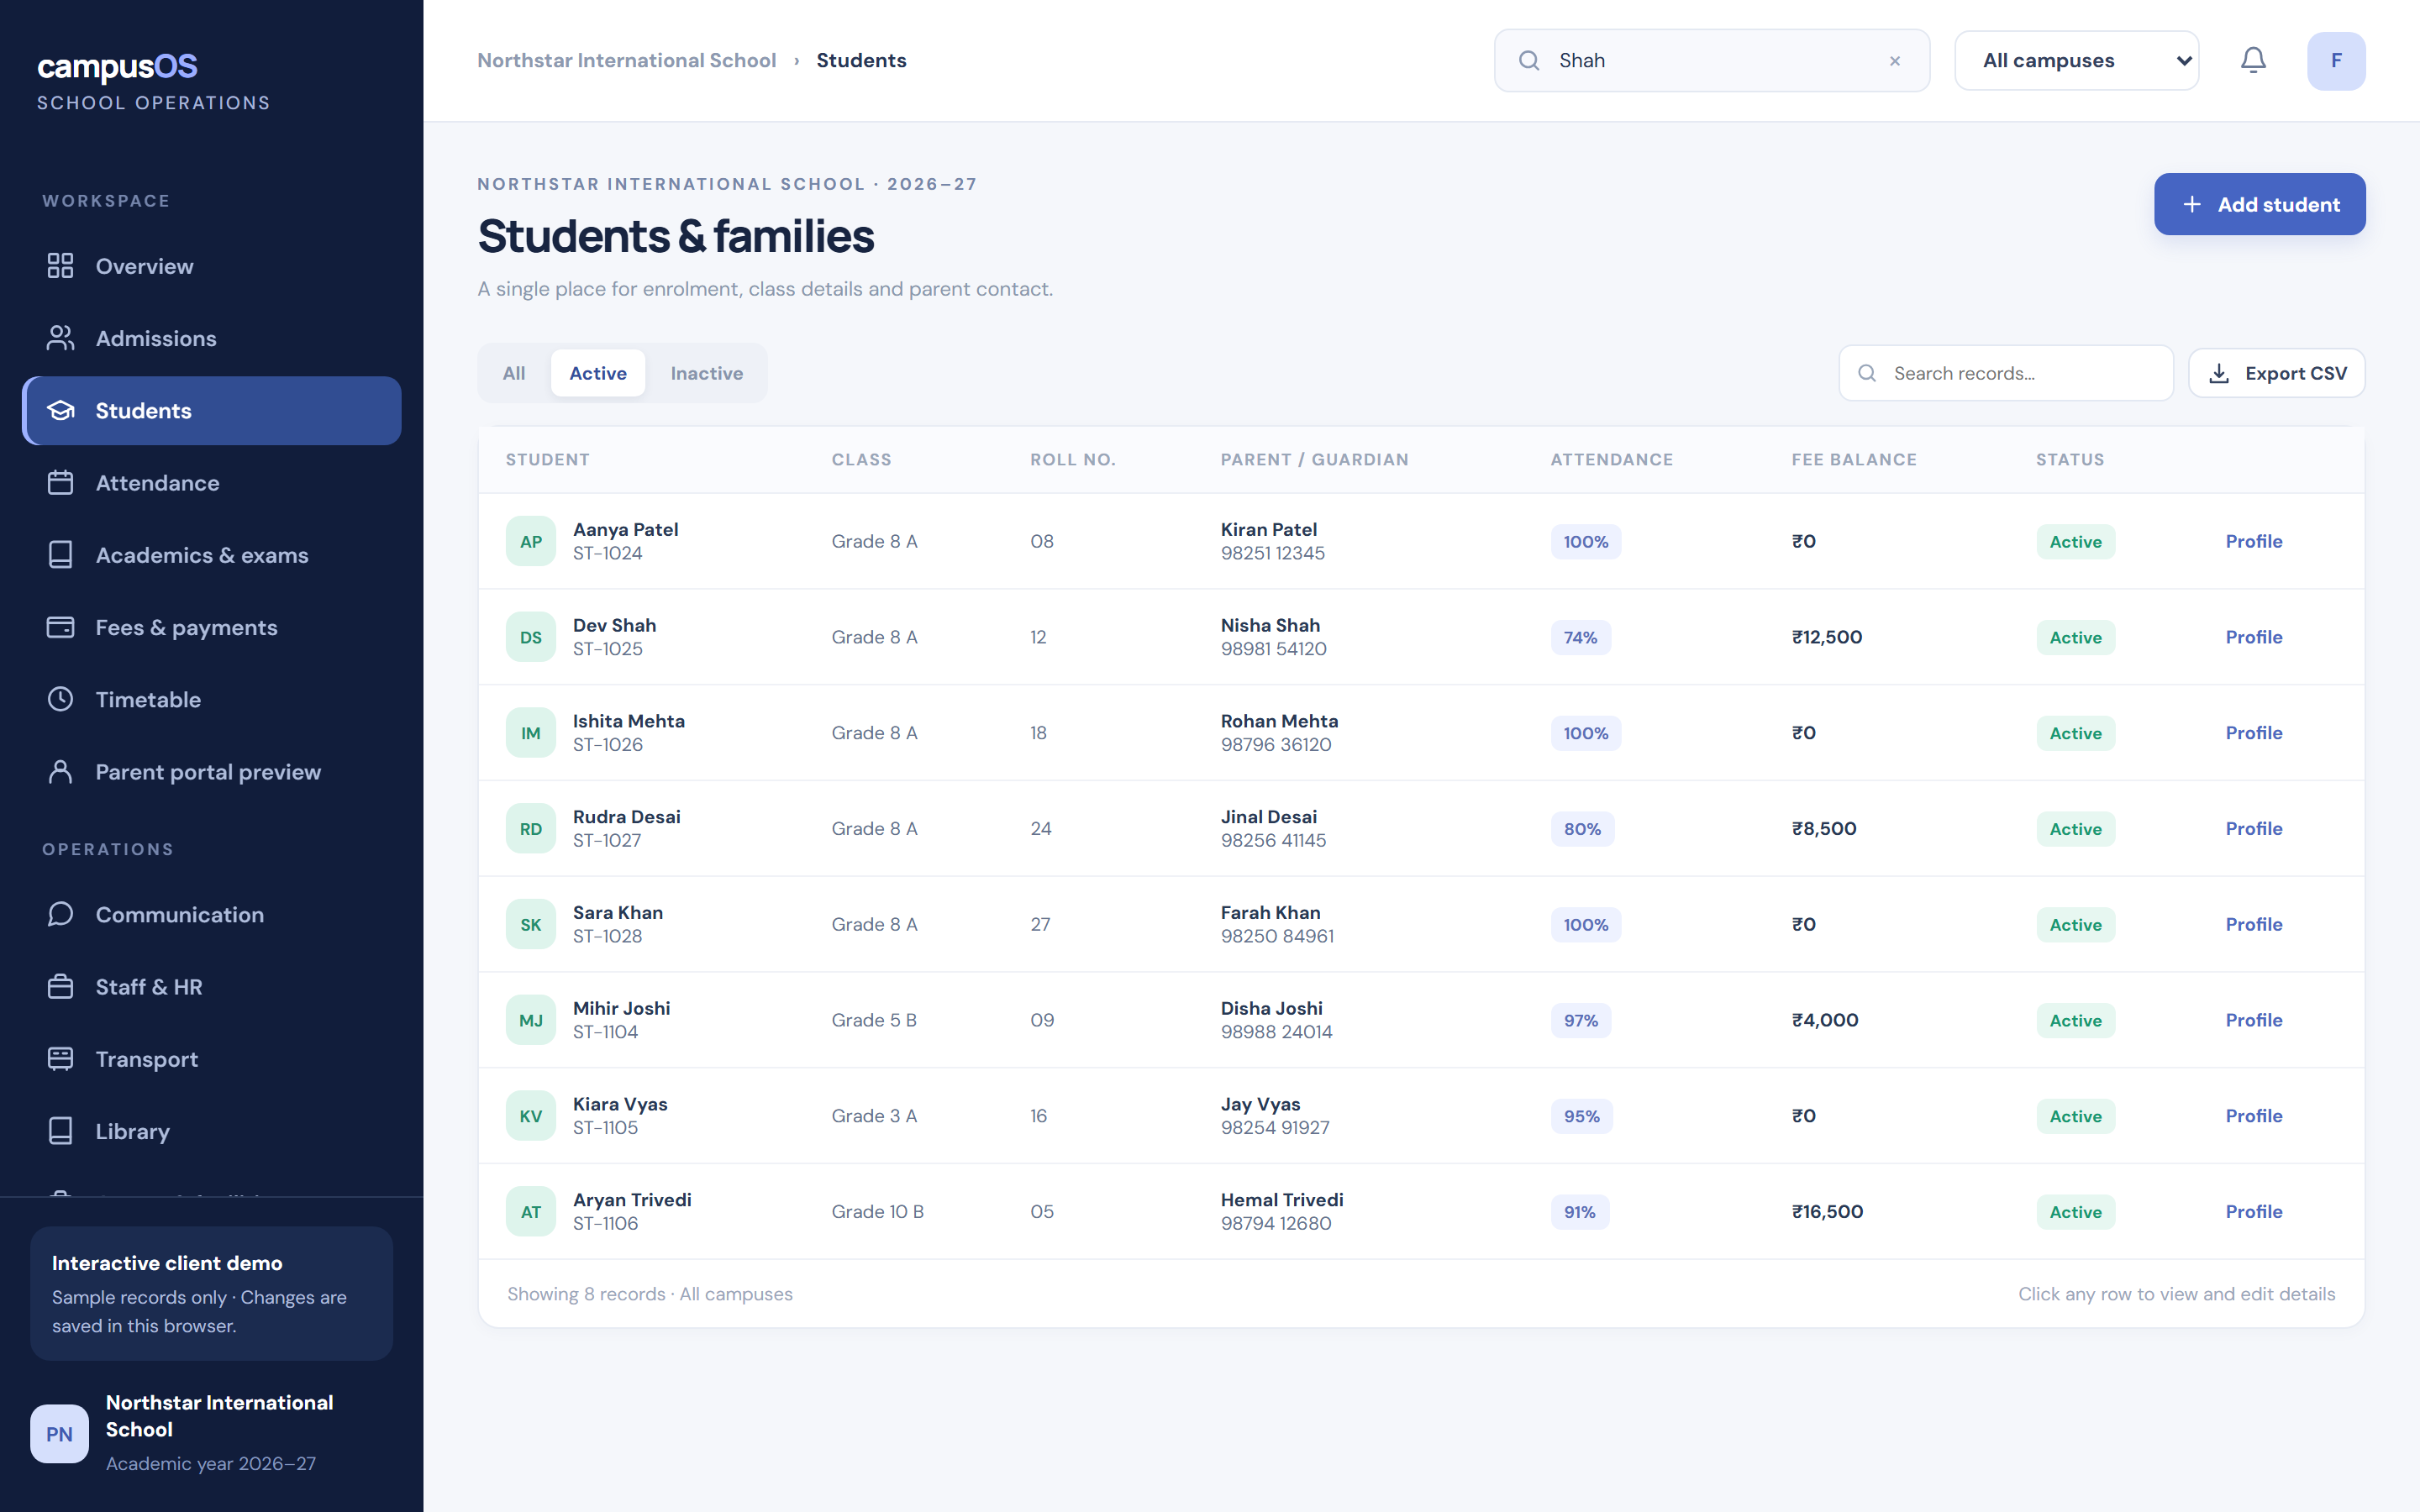 campusOS
SCHOOL OPERATIONS
WORKSPACE
Overview
Admissions
Students
Attendance
Academics & exams
Fees & payments
Timetable
Parent portal preview
OPERATIONS
Communication
Staff & HR
Transport
Library
Interactive client demo
Sample records only · Changes are
saved in this browser.
PN
Northstar International
School
Academic year 2026–27
Northstar International School › Students
Shah ×
All campuses
F
NORTHSTAR INTERNATIONAL SCHOOL · 2026–27
Students & families
A single place for enrolment, class details and parent contact.
+ Add student
All Active Inactive
Search records...
Export CSV
STUDENT CLASS ROLL NO. PARENT / GUARDIAN ATTENDANCE FEE BALANCE STATUS
AP Aanya Patel Grade 8 A 08 Kiran Patel 100% ₹0 Active Profile
ST-1024 98251 12345
DS Dev Shah Grade 8 A 12 Nisha Shah 74% ₹12,500 Active Profile
ST-1025 98981 54120
IM Ishita Mehta Grade 8 A 18 Rohan Mehta 100% ₹0 Active Profile
ST-1026 98796 36120
RD Rudra Desai Grade 8 A 24 Jinal Desai 80% ₹8,500 Active Profile
ST-1027 98256 41145
SK Sara Khan Grade 8 A 27 Farah Khan 100% ₹0 Active Profile
ST-1028 98250 84961
MJ Mihir Joshi Grade 5 B 09 Disha Joshi 97% ₹4,000 Active Profile
ST-1104 98988 24014
KV Kiara Vyas Grade 3 A 16 Jay Vyas 95% ₹0 Active Profile
ST-1105 98254 91927
AT Aryan Trivedi Grade 10 B 05 Hemal Trivedi 91% ₹16,500 Active Profile
ST-1106 98794 12680
Showing 8 records · All campuses
Click any row to view and edit details